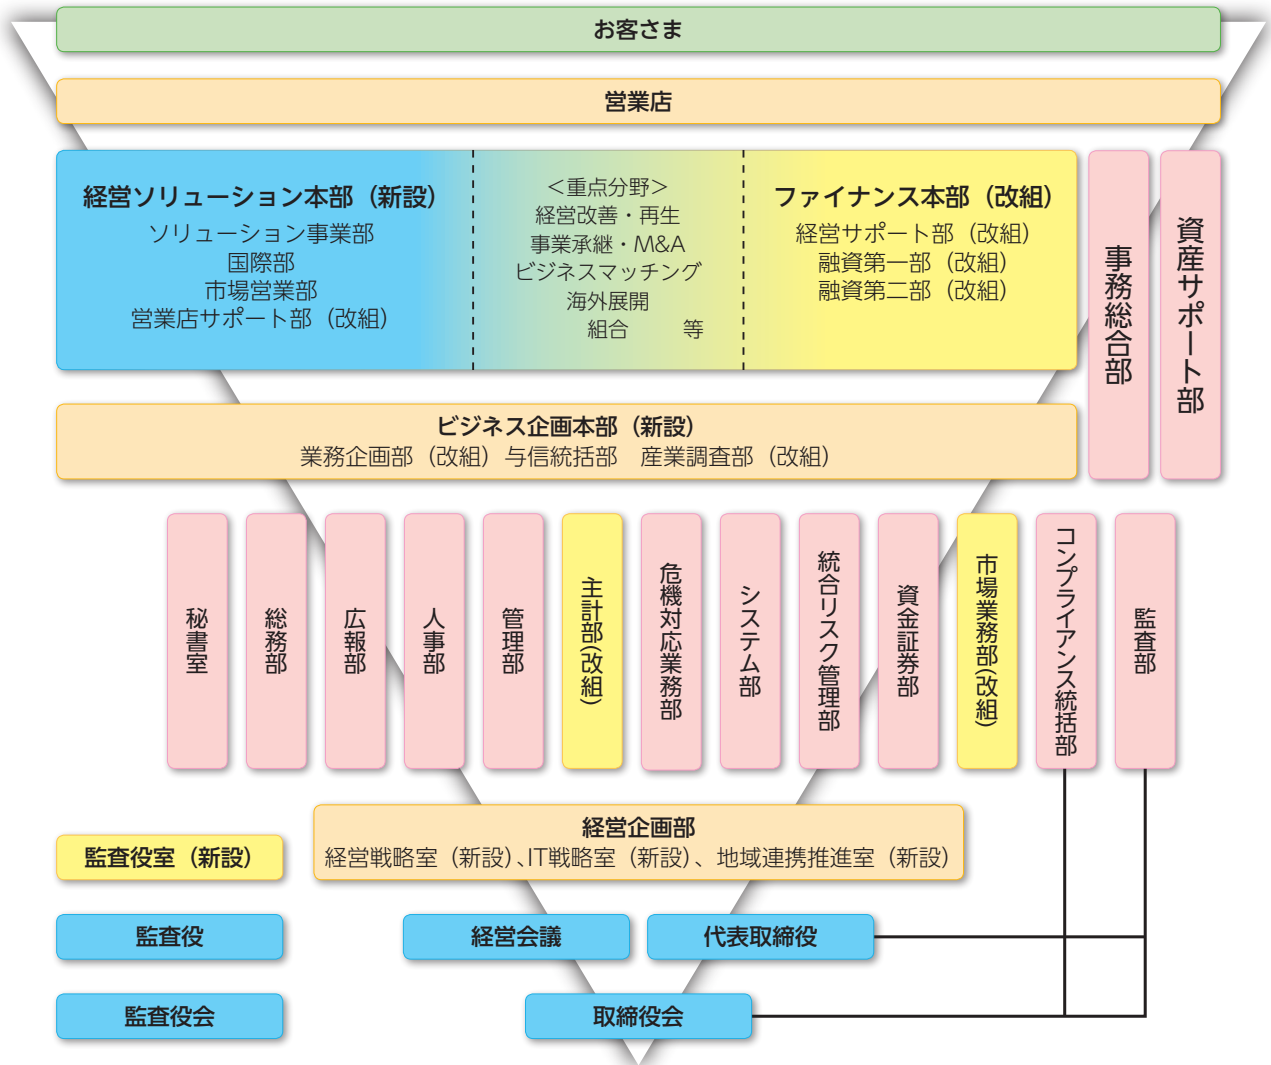 お客さま
営業店
経営ソリューション本部（新設）
ソリューション事業部
国際部
市場営業部
営業店サポート部（改組）
＜重点分野＞
経営改善・再生
事業承継・M&A
ビジネスマッチング
海外展開
組合　　等
ファイナンス本部（改組）
経営サポート部（改組）
融資第一部（改組）
融資第二部（改組）
事務総合部
資産サポート部
ビジネス企画本部（新設）
業務企画部（改組）与信統括部　産業調査部（改組）
秘書室
総務部
広報部
人事部
管理部
主計部(改組)
危機対応業務部
システム部
統合リスク管理部
資金証券部
市場業務部(改組)
コンプライアンス統括部
監査部
経営企画部
経営戦略室（新設）、IT戦略室（新設）、地域連携推進室（新設）
監査役室（新設）
監査役
経営会議
代表取締役
監査役会
取締役会